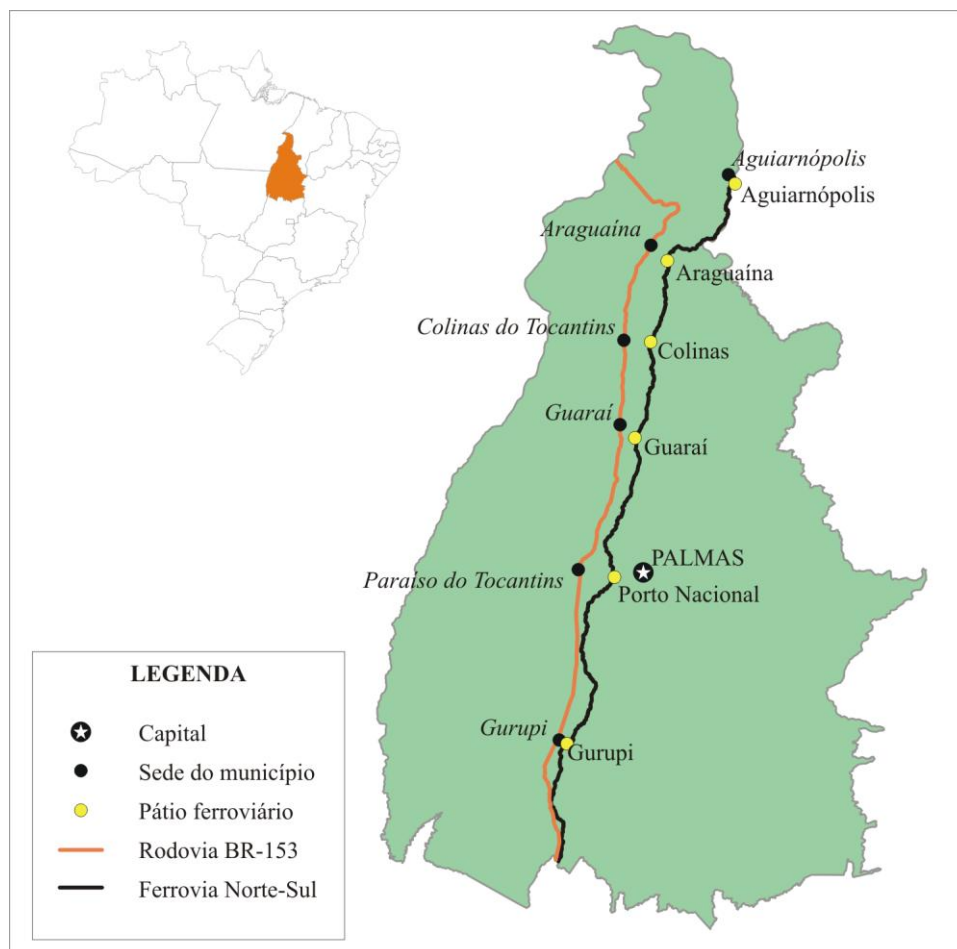 Aguiarnópolis
Aguiarnópolis
Araguaína
Araguaína
Colinas do Tocantins
Colinas
Guaraí
Guaraí
PALMAS
Paraíso do Tocantins
Porto Nacional
Gurupi
Gurupi
LEGENDA
Capital
Sede do município
Pátio ferroviário
Rodovia BR-153
Ferrovia Norte-Sul